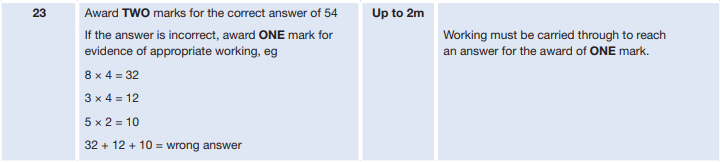 23
Award TWO marks for the correct answer of 54
If the answer is incorrect, award ONE mark for
evidence of appropriate working, eg
8 × 4 = 32
3 × 4 = 12
5 × 2 = 10
32 + 12 + 10 = wrong answer
Up to 2m
Working must be carried through to reach
an answer for the award of ONE mark.